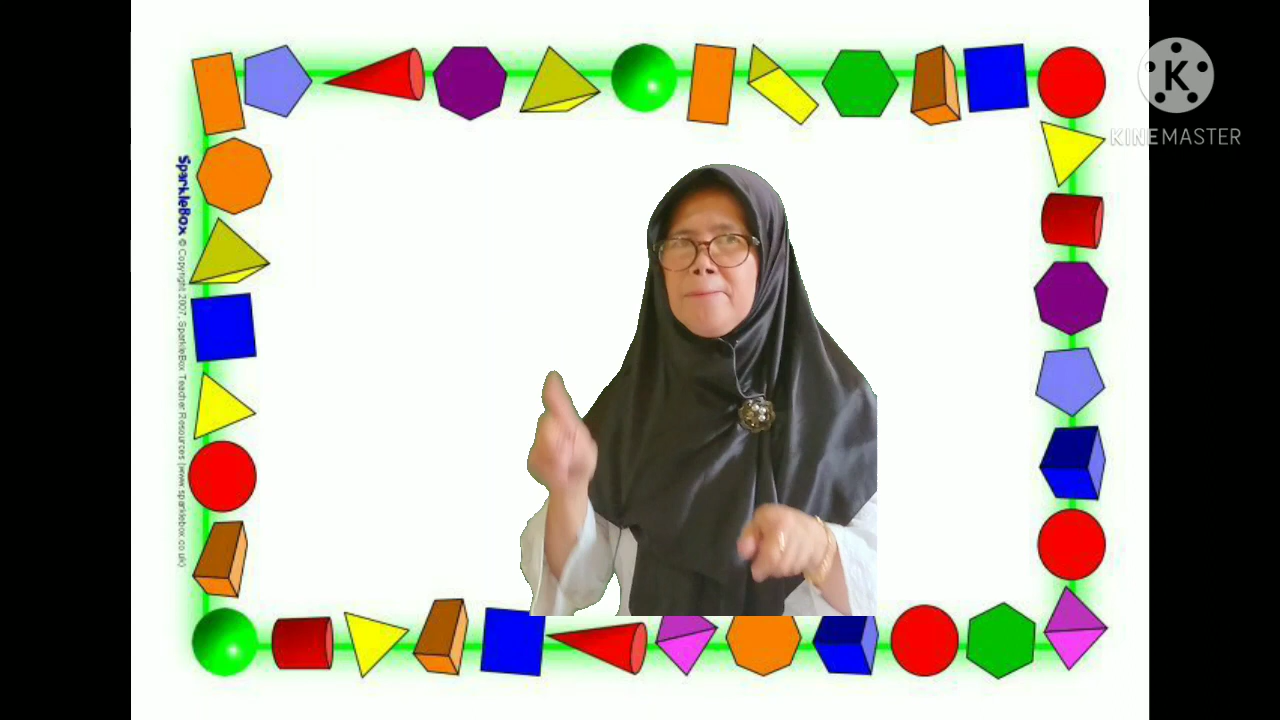 K
KINEMASTER
SparkleBox © Copyright 2007, SparkleBox Teacher Resources (www.sparklebox.co.uk)